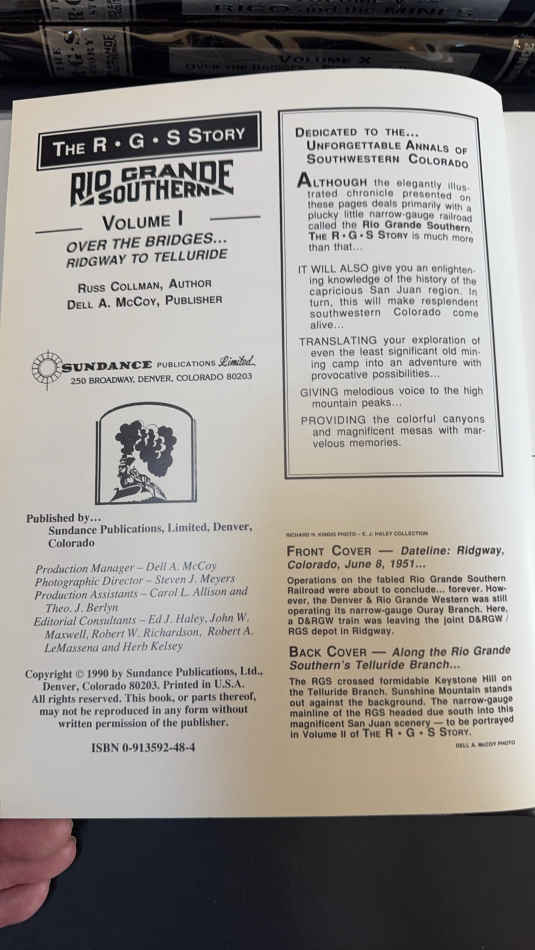 VOLUME X
THE R • G • S STORY
RIO GRANDE
SOUTHERN
VOLUME I
OVER THE BRIDGES...
RIDGWAY TO TELLURIDE
RUSS COLLMAN, AUTHOR
DELL A. MCCOY, PUBLISHER
SUNDANCE PUBLICATIONS Limited
250 BROADWAY, DENVER, COLORADO 80203
Published by...
Sundance Publications, Limited, Denver,
Colorado
Production Manager – Dell A. McCoy
Photographic Director – Steven J. Meyers
Production Assistants – Carol L. Allison and
Theo. J. Berlyn
Editorial Consultants – Ed J. Haley, John W.
Maxwell, Robert W. Richardson, Robert A.
LeMassena and Herb Kelsey
Copyright © 1990 by Sundance Publications, Ltd.,
Denver, Colorado 80203. Printed in U.S.A.
All rights reserved. This book, or parts thereof,
may not be reproduced in any form without
written permission of the publisher.
ISBN 0-913592-48-4
DEDICATED TO THE...
UNFORGETTABLE ANNALS OF
SOUTHWESTERN COLORADO
ALTHOUGH the elegantly illus-
trated chronicle presented on
these pages deals primarily with a
plucky little narrow-gauge railroad
called the Rio Grande Southern,
THE R • G • S STORY is much more
than that...
IT WILL ALSO give you an enlighten-
ing knowledge of the history of the
capricious San Juan region. In
turn, this will make resplendent
southwestern Colorado come
alive...
TRANSLATING your exploration of
even the least significant old min-
ing camp into an adventure with
provocative possibilities...
GIVING melodious voice to the high
mountain peaks...
PROVIDING the colorful canyons
and magnificent mesas with mar-
velous memories.
RICHARD H. KINDIG PHOTO – E. J. HALEY COLLECTION
FRONT COVER — Dateline: Ridgway,
Colorado, June 8, 1951...
Operations on the fabled Rio Grande Southern
Railroad were about to conclude... forever. How-
ever, the Denver & Rio Grande Western was still
operating its narrow-gauge Ouray Branch. Here,
a D&RGW train was leaving the joint D&RGW /
RGS depot in Ridgway.
BACK COVER — Along the Rio Grande
Southern's Telluride Branch...
The RGS crossed formidable Keystone Hill on
the Telluride Branch. Sunshine Mountain stands
out against the background. The narrow-gauge
mainline of the RGS headed due south into this
magnificent San Juan scenery — to be portrayed
in Volume II of THE R • G • S STORY.
DELL A. MCCOY PHOTO